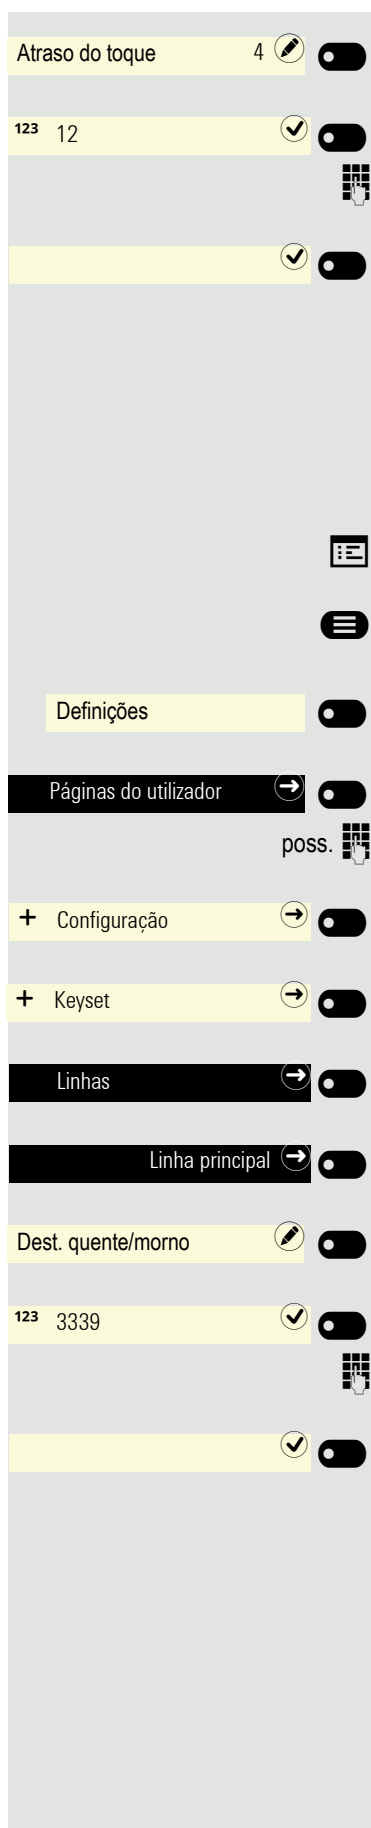 Atraso do toque 4
123 12
Definições
Páginas do utilizador
poss.
+ Configuração
+ Keyset
Linhas
Linha principal
Dest. quente/morno
123 3339